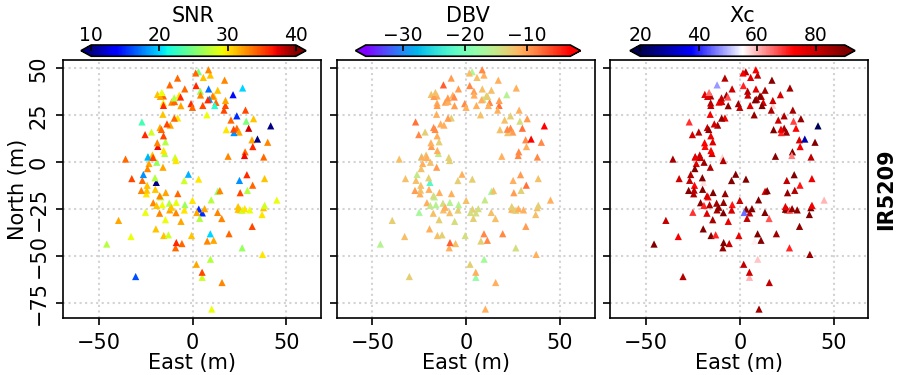 SNR DBV Xc
10 20 30 40 −30 −20 −10 20 40 60 80
50
25
0
−25
−50
−75
North (m)
IR5209
−50 0 50 −50 0 50 −50 0 50
East (m) East (m) East (m)